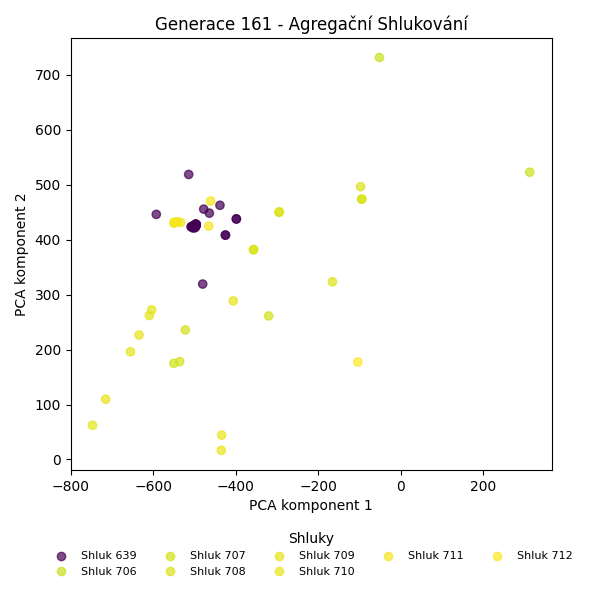 Generace 161 - Agregační Shlukování
700
600
500
400
300
200
100
0
PCA komponent 2
−800 −600 −400 −200 0 200
PCA komponent 1
Shluky
Shluk 639 Shluk 707 Shluk 709 Shluk 711 Shluk 712
Shluk 706 Shluk 708 Shluk 710